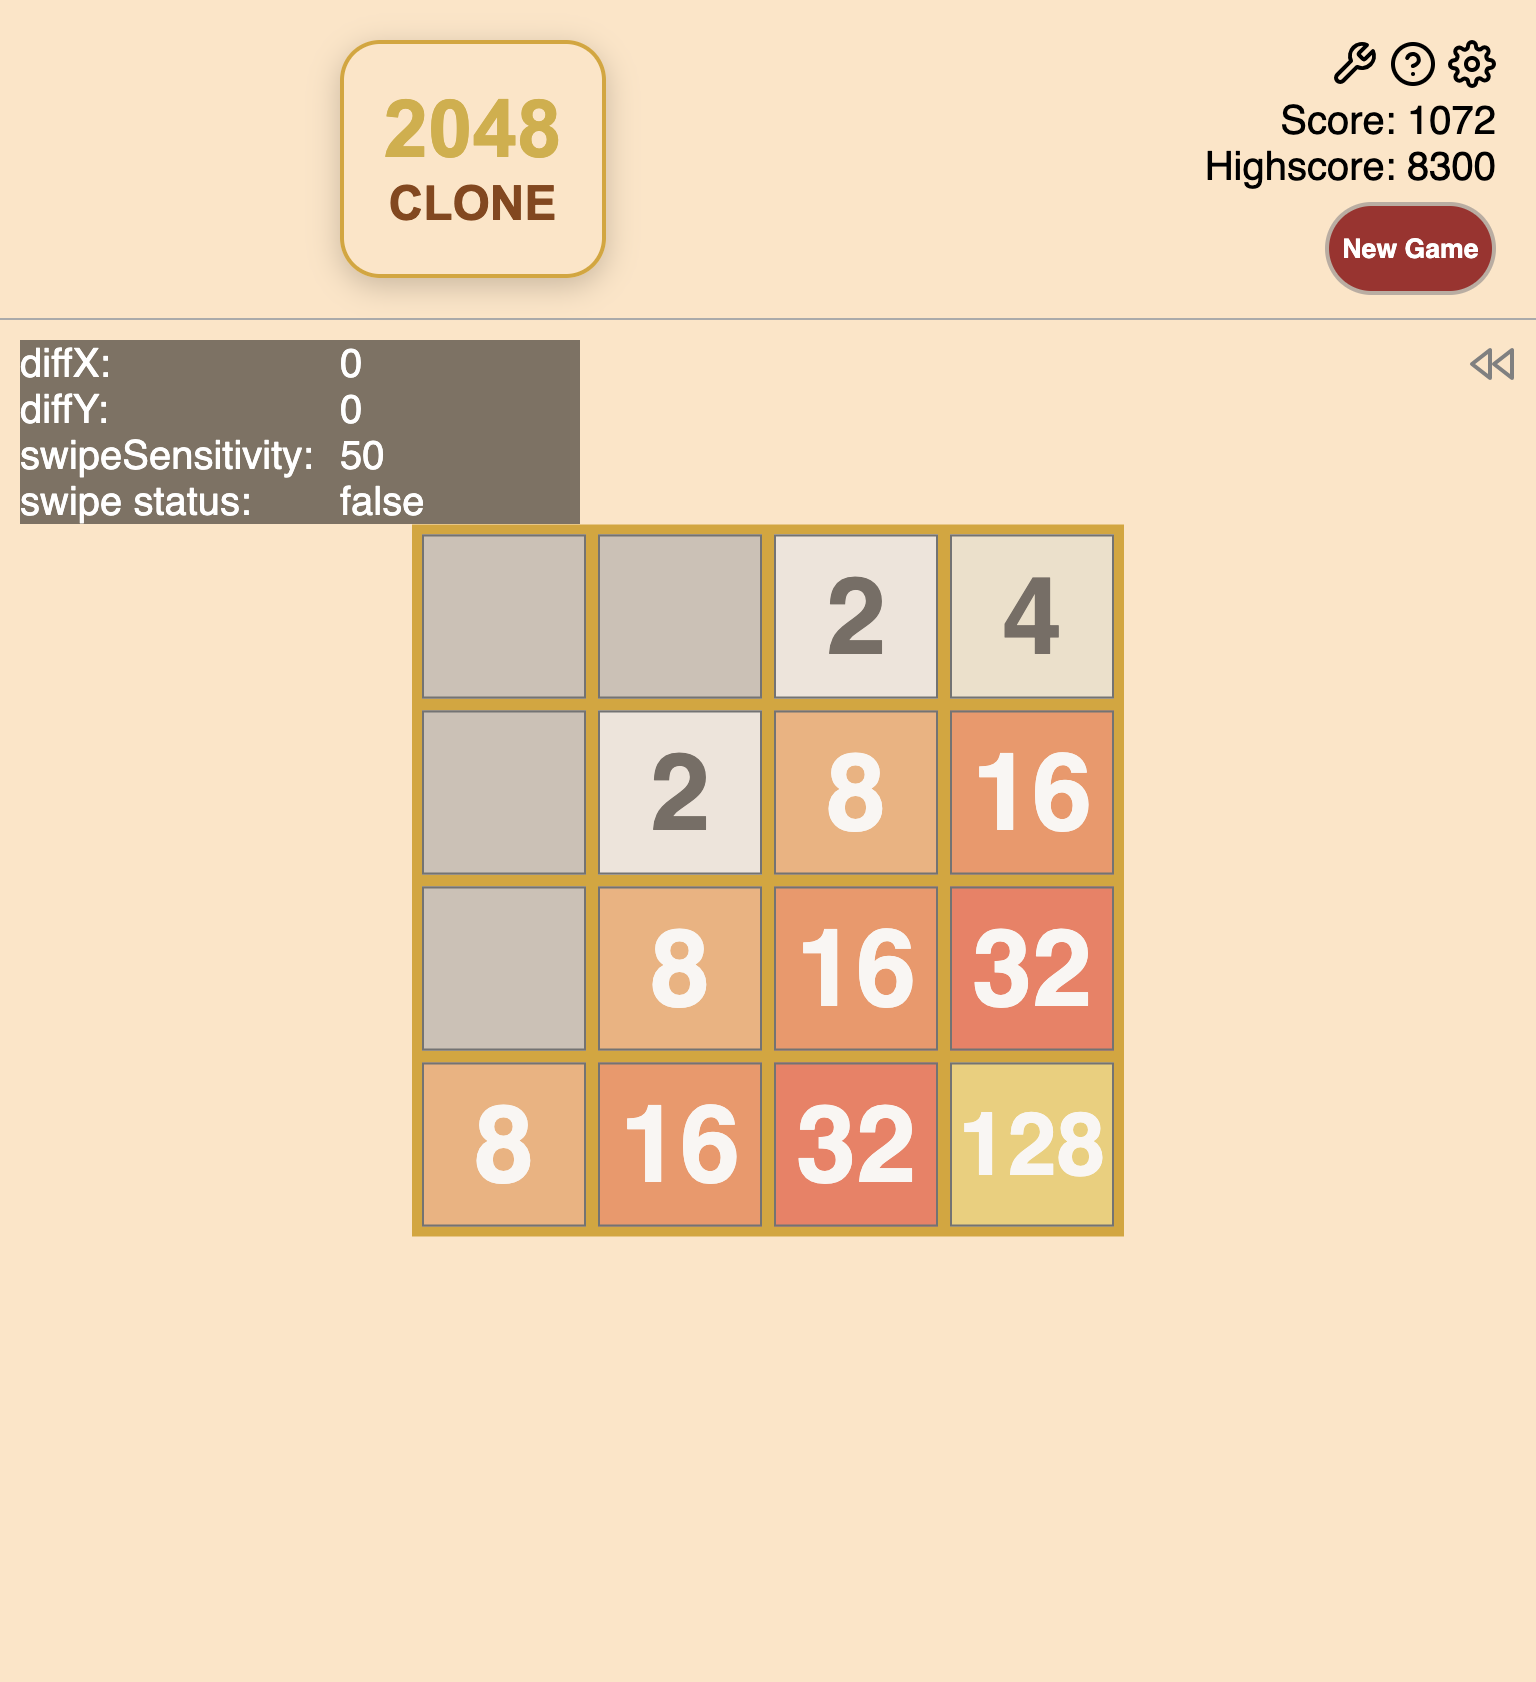 2048
CLONE
Score: 1072
Highscore: 8300
New Game
diffX: 0
diffY: 0
swipeSensitivity: 50
swipe status: false
2 4
2 8 16
8 16 32
8 16 32 128